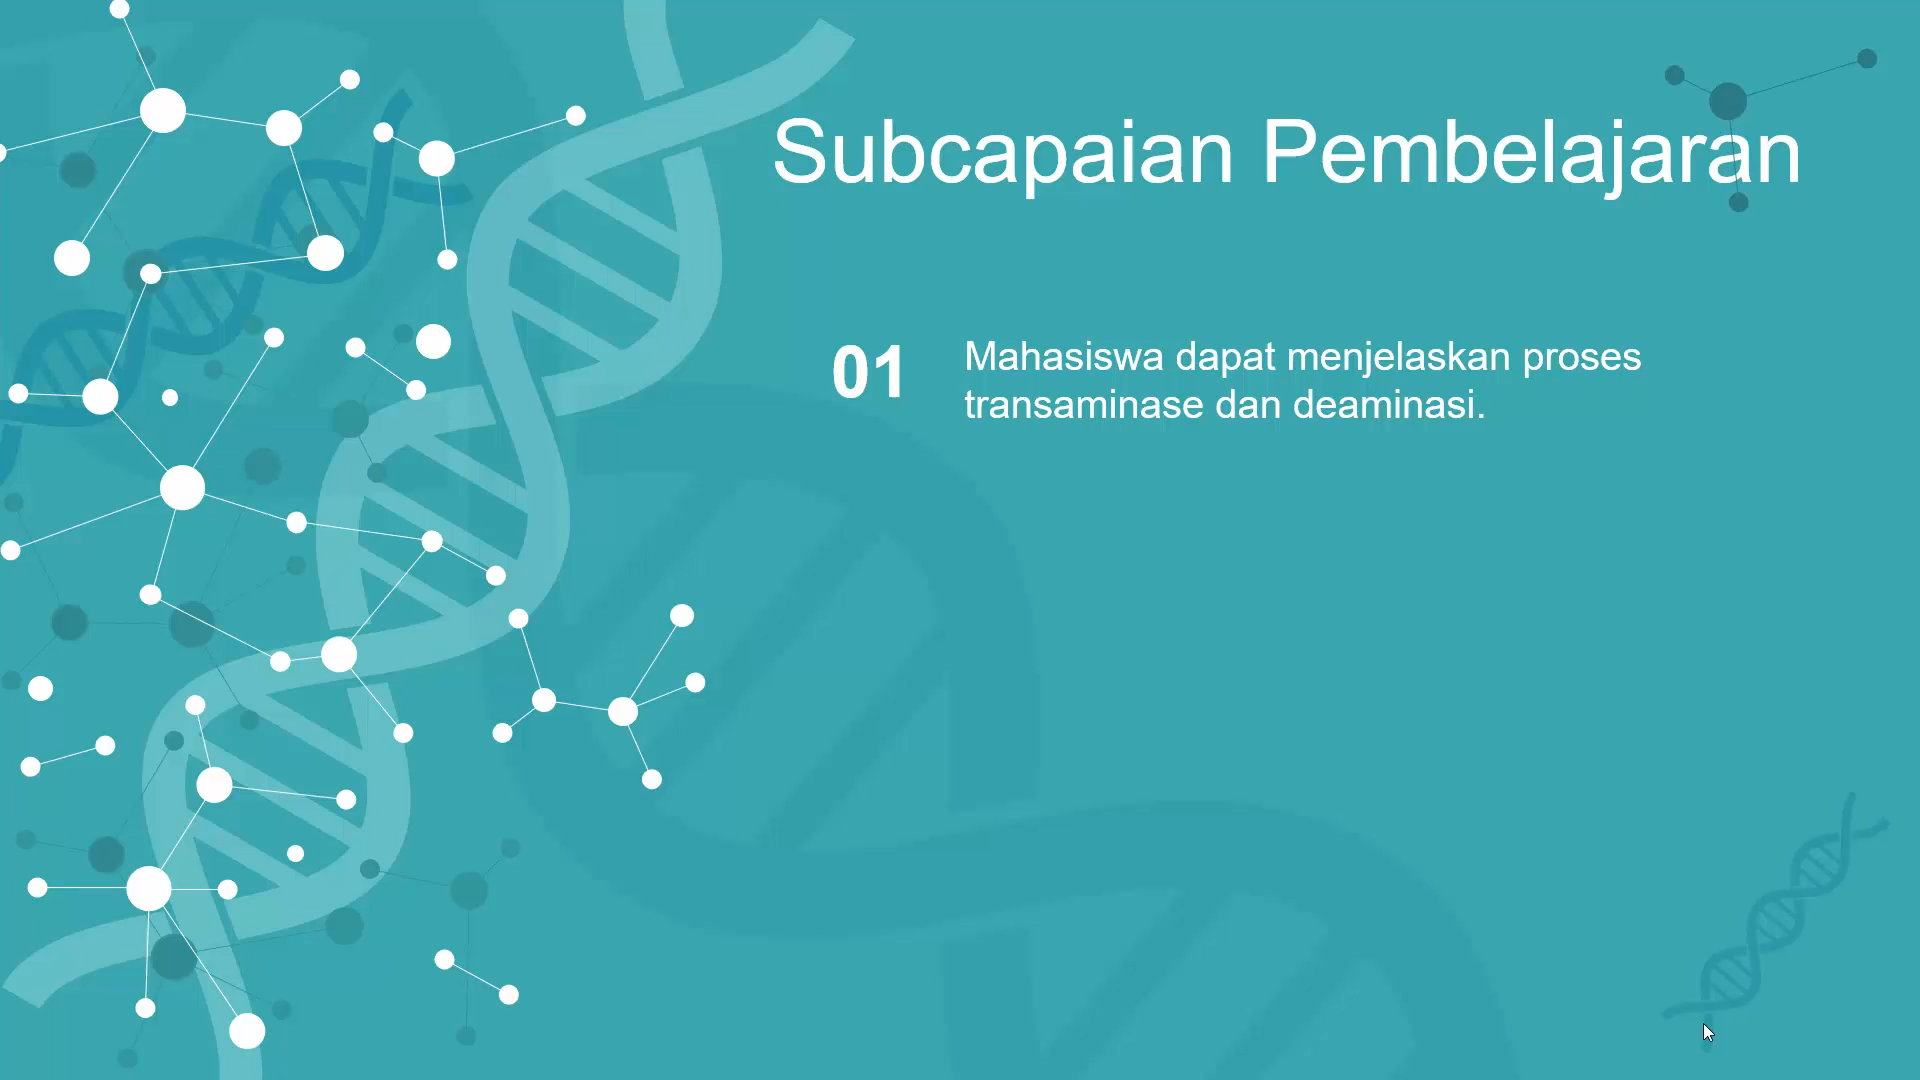 Subcapaian Pembelajaran
01
Mahasiswa dapat menjelaskan proses
transaminase dan deaminasi.